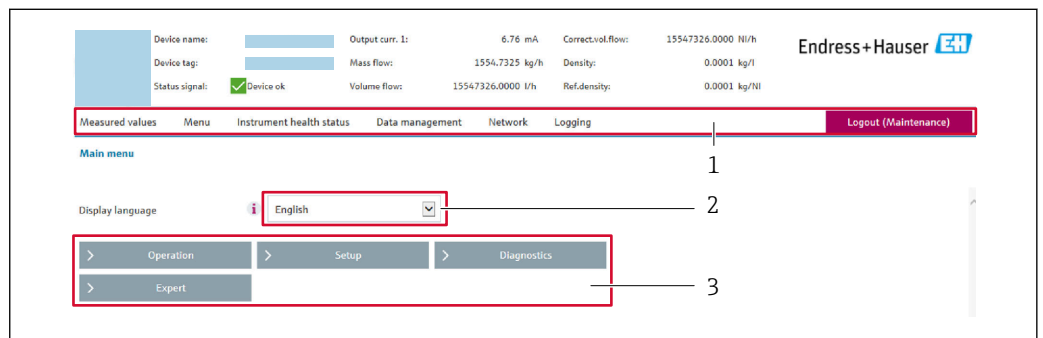 Device name: Output curr. 1: 6.76 mA Correct.vol.flow: 15547326.0000 Nl/h
Endress+Hauser EH
Device tag: Mass flow: 1554.7325 kg/h Density: 0.0001 kg/l
Status signal: Device ok Volume flow: 15547326.0000 l/h Ref.density: 0.0001 kg/Nl
Measured values Menu Instrument health status Data management Network Logging Logout (Maintenance)
1
Main menu
Display language i English 2
> Operation > Setup > Diagnostics
> Expert 3